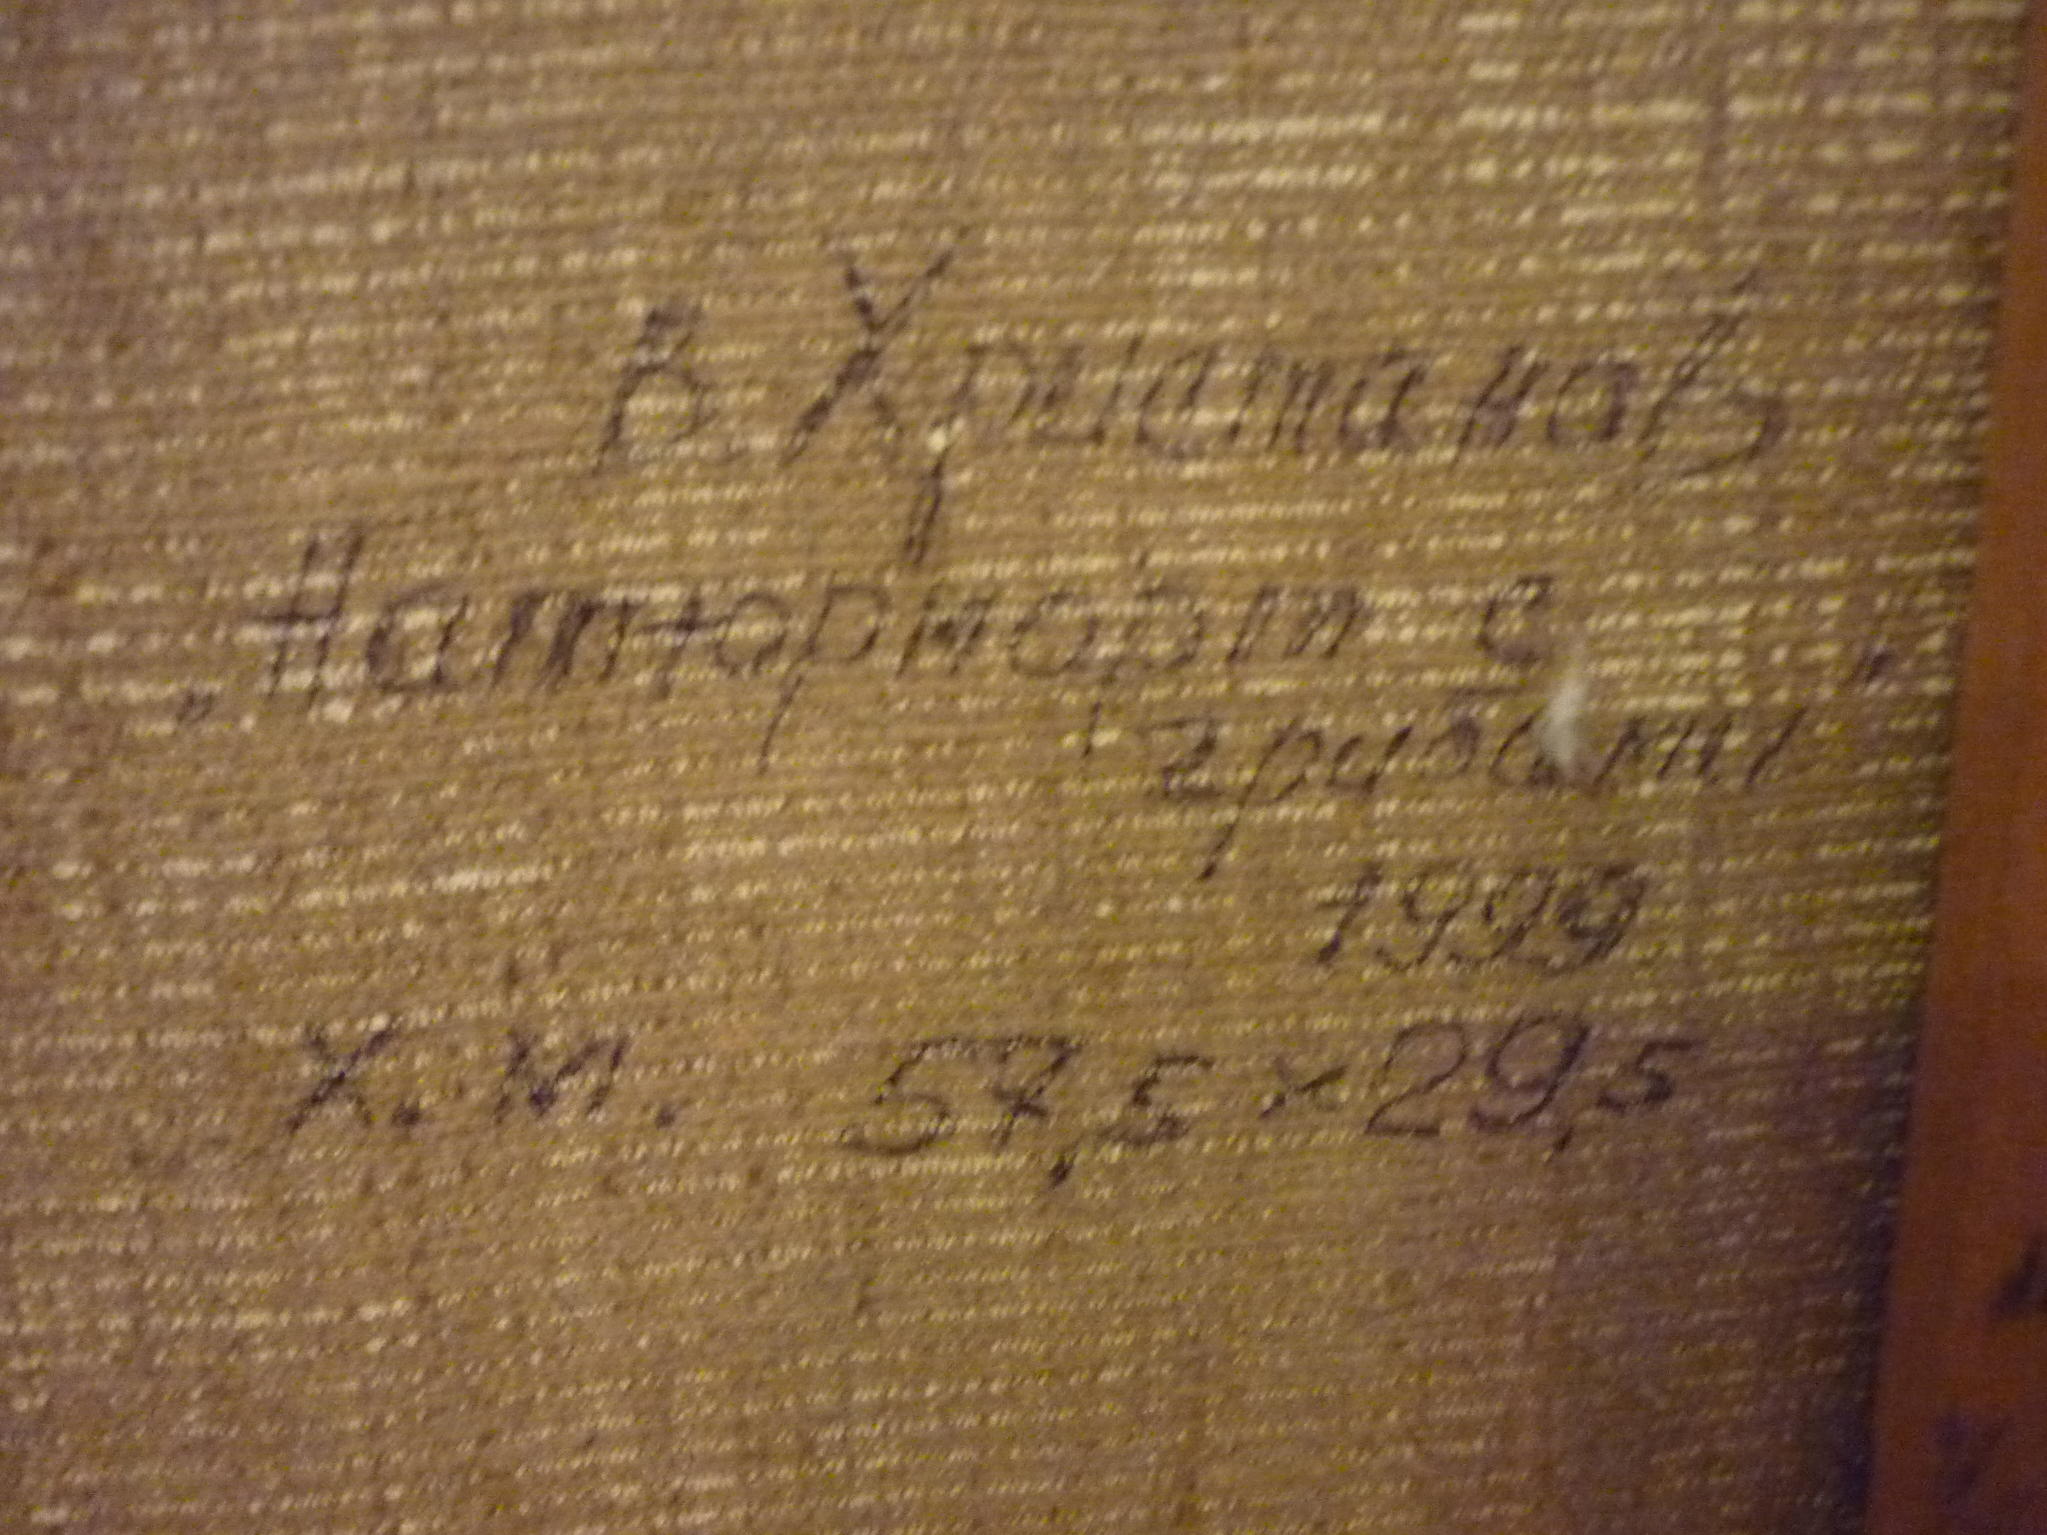 В. Христанов
„Натюрморт с
грибами"
1999
х. м. 57,5 × 29,5